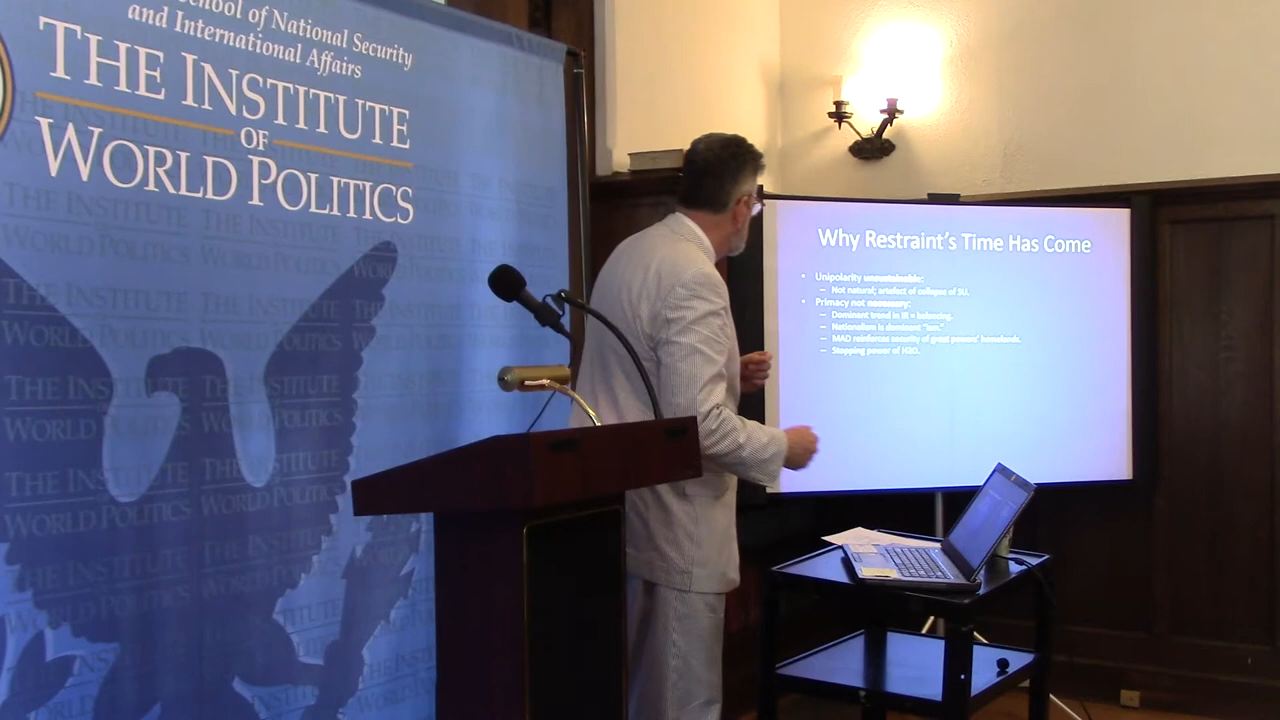 School of National Security
and International Affairs
THE INSTITUTE
OF
WORLD POLITICS
Why Restraint's Time Has Come
• Unipolarity unsustainable:
– Not natural; artefact of collapse of SU.
• Primacy not necessary:
– Dominant trend in IR = balancing.
– Nationalism is dominant "ism."
– MAD reinforces security of great powers' homelands.
– Stopping power of H2O.